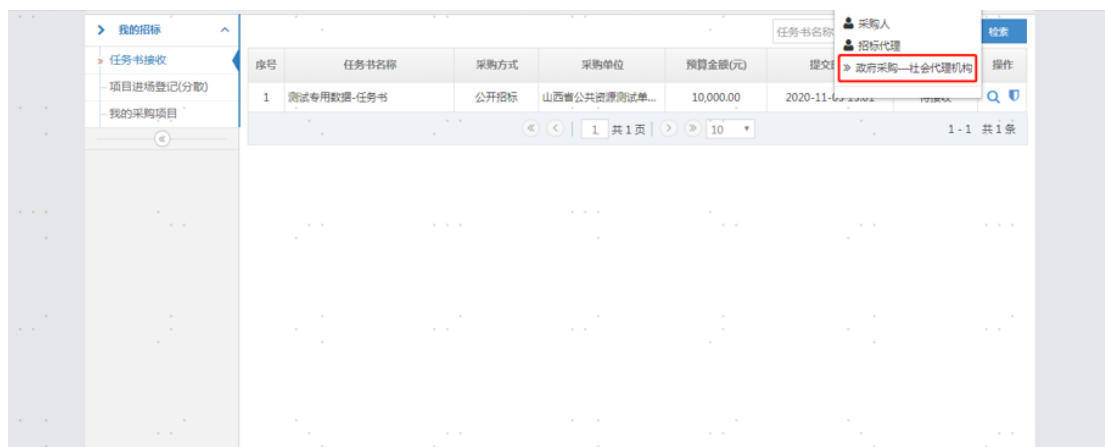 我的招标
任务书接收
项目进场登记(分散)
我的采购项目
采购人
招标代理
政府采购—社会代理机构
任务书名称
检索
序号 任务书名称 采购方式 采购单位 预算金额(元) 操作
1 测试专用数据-任务书 公开招标 山西省公共资源测试单... 10,000.00
1 共1页 10 1 - 1 共1条